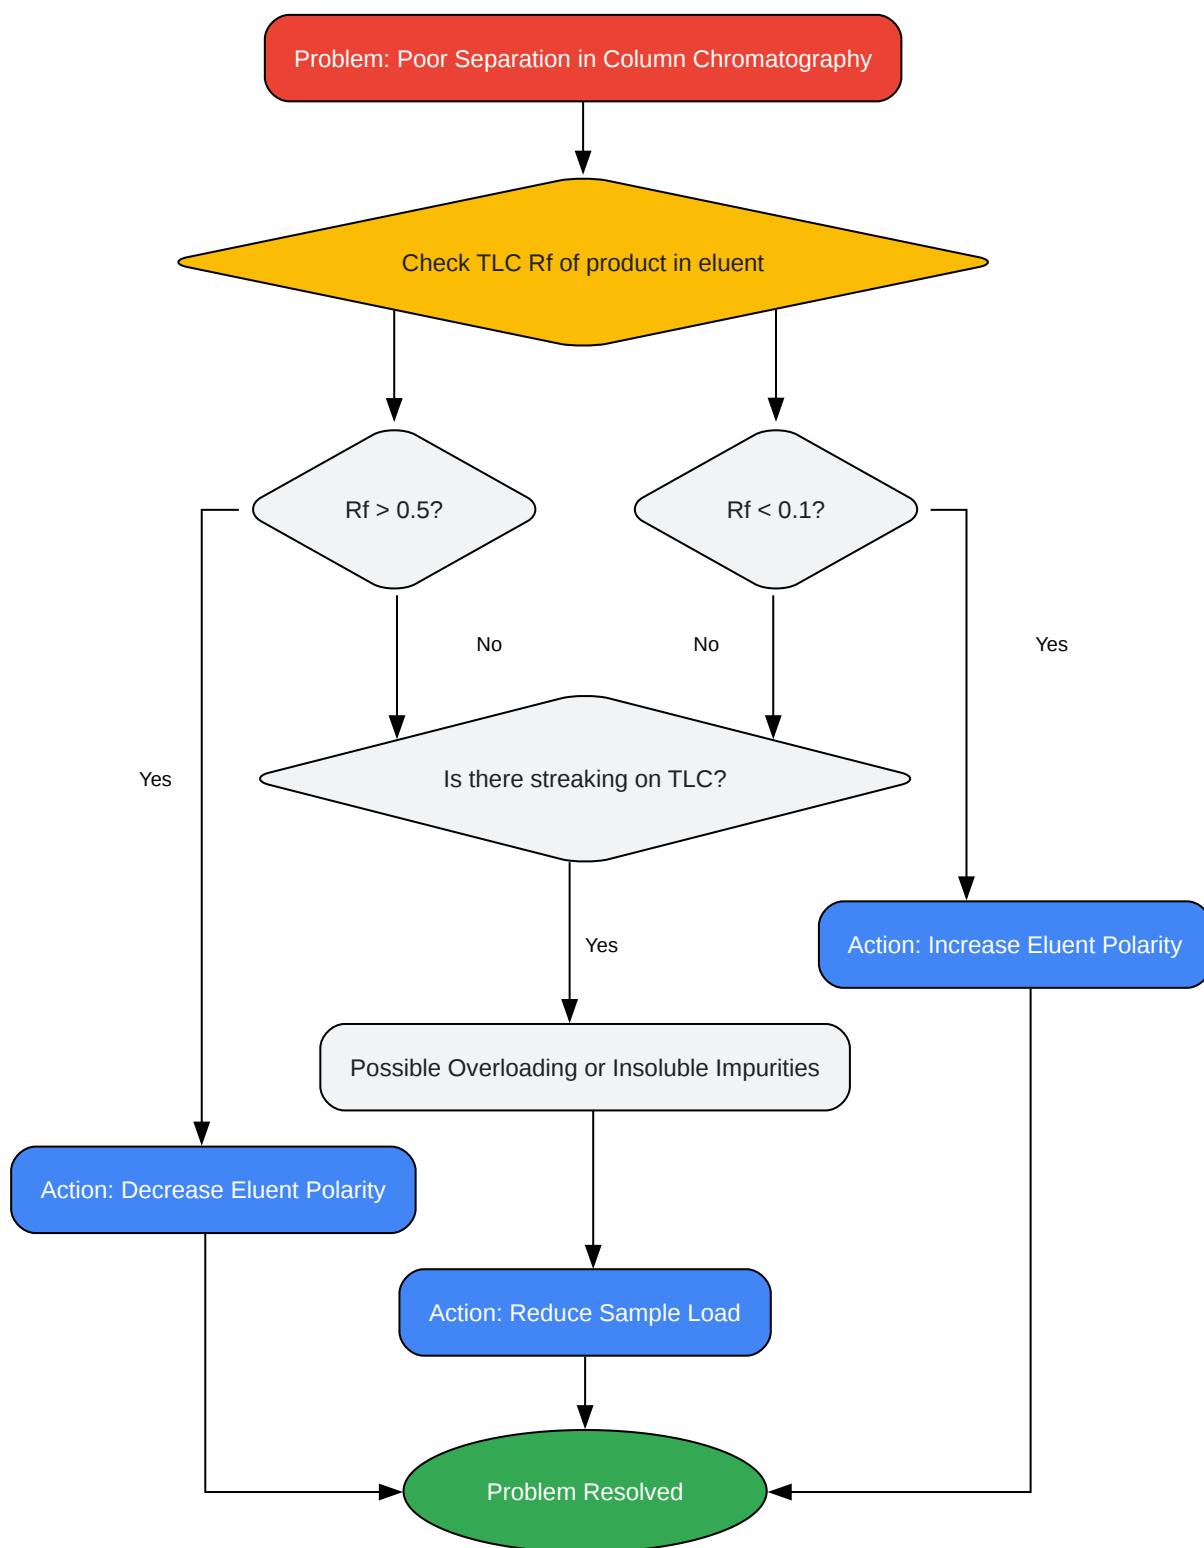 Problem: Poor Separation in Column Chromatography
Check TLC Rf of product in eluent
Rf > 0.5?
Rf < 0.1?
No
No
Yes
Yes
Is there streaking on TLC?
Yes
Action: Increase Eluent Polarity
Possible Overloading or Insoluble Impurities
Action: Decrease Eluent Polarity
Action: Reduce Sample Load
Problem Resolved